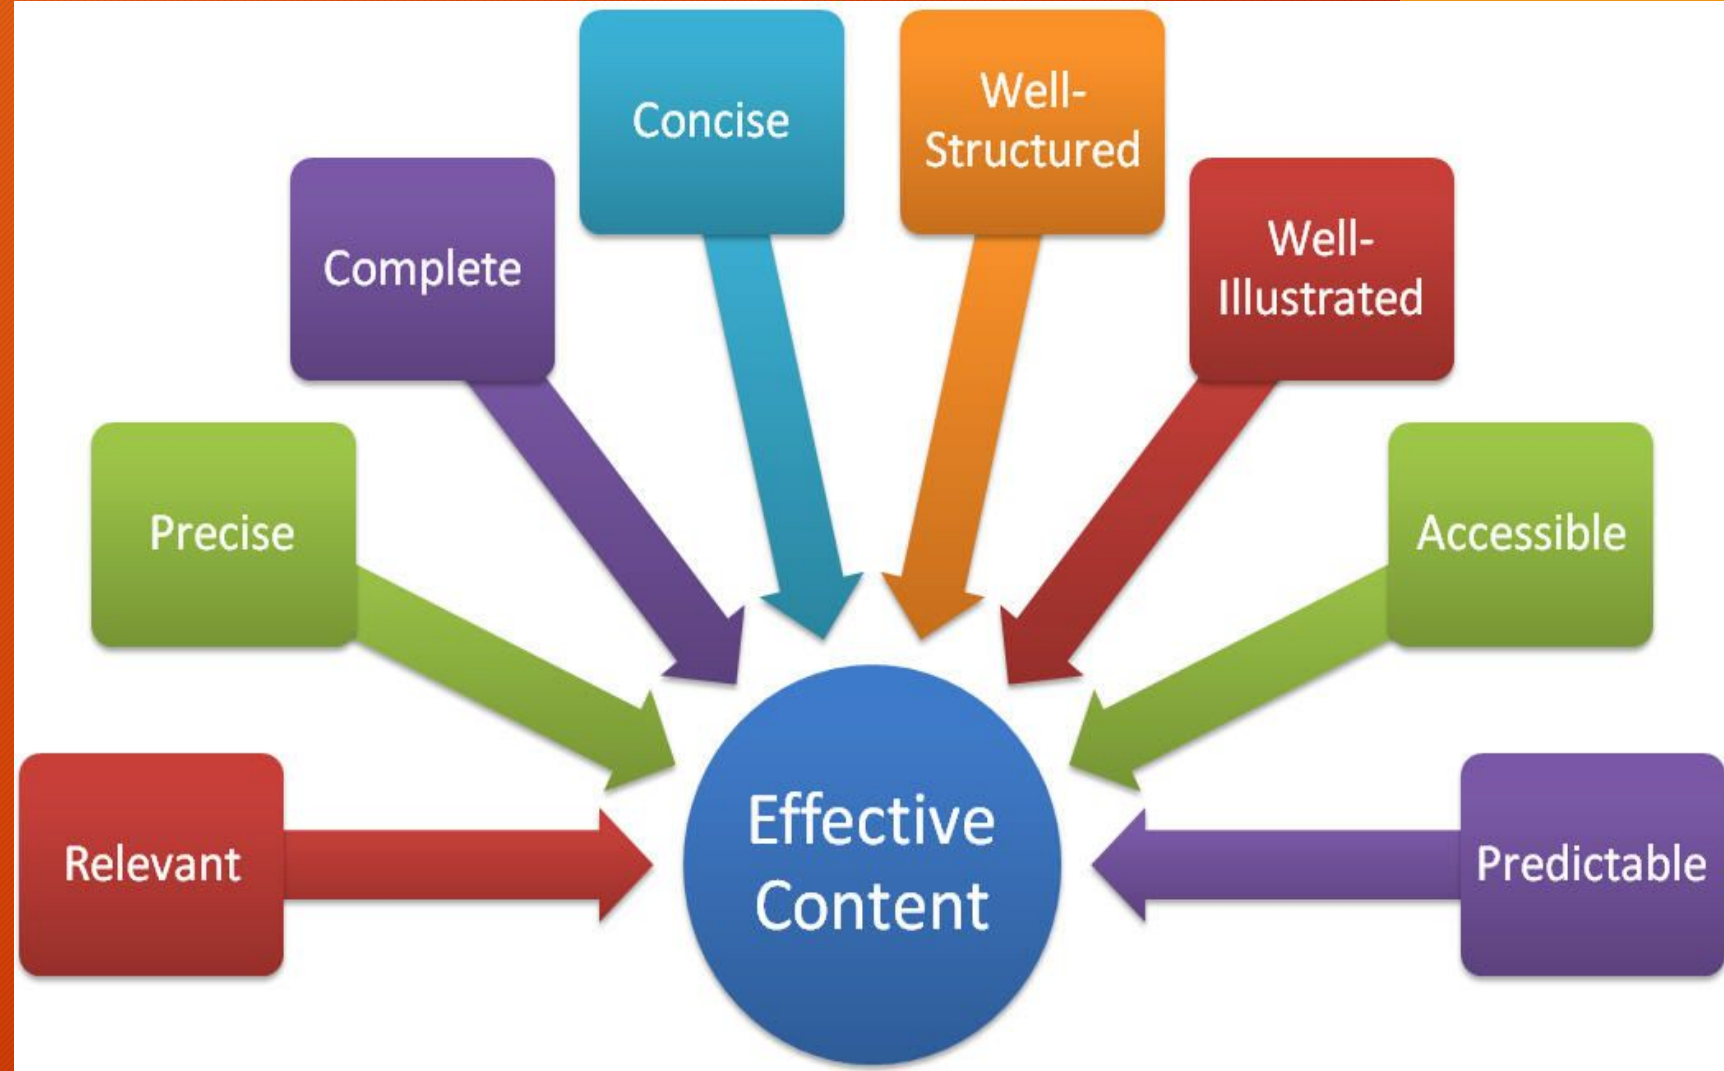 Relevant
Precise
Complete
Concise
Well-
Structured
Well-
Illustrated
Accessible
Predictable
Effective
Content